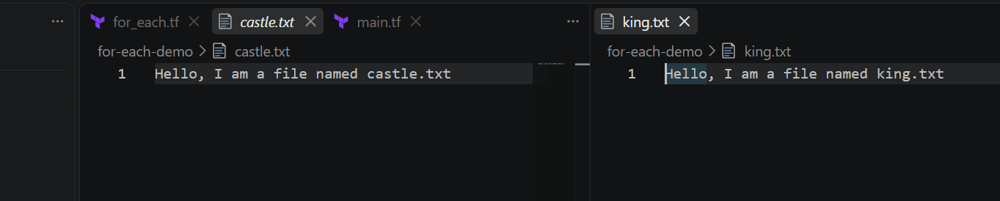 for_each.tf
castle.txt
main.tf
for-each-demo > castle.txt
1 Hello, I am a file named castle.txt
king.txt
for-each-demo > king.txt
1 Hello, I am a file named king.txt